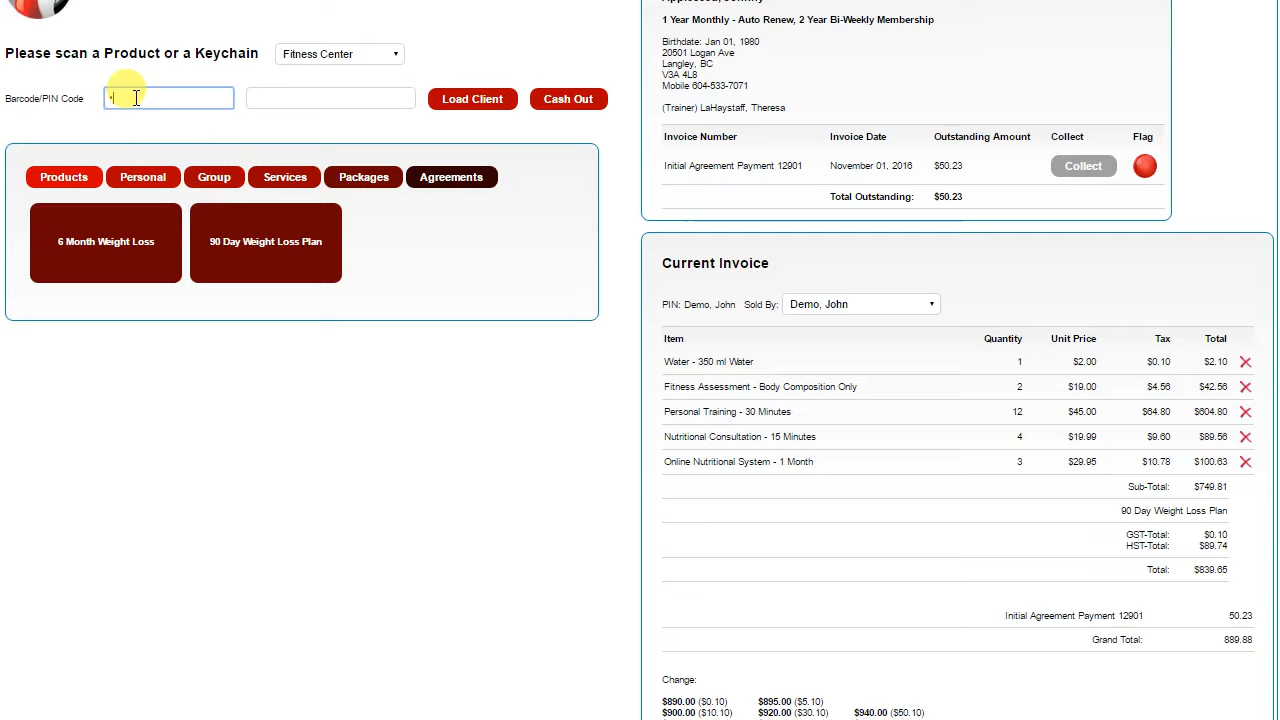 Please scan a Product or a Keychain Fitness Center
Barcode/PIN Code Load Client Cash Out
Products Personal Group Services Packages Agreements
6 Month Weight Loss 90 Day Weight Loss Plan
1 Year Monthly - Auto Renew, 2 Year Bi-Weekly Membership
Birthdate: Jan 01, 1980
20501 Logan Ave
Langley, BC
V3A 4L8
Mobile 604-533-7071
(Trainer) LaHaystaff, Theresa
Invoice Number Invoice Date Outstanding Amount Collect Flag
Initial Agreement Payment 12901 November 01, 2016 $50.23 Collect
Total Outstanding: $50.23
Current Invoice
PIN: Demo, John Sold By: Demo, John
Item Quantity Unit Price Tax Total
Water - 350 ml Water 1 $2.00 $0.10 $2.10
Fitness Assessment - Body Composition Only 2 $19.00 $4.56 $42.56
Personal Training - 30 Minutes 12 $45.00 $64.80 $604.80
Nutritional Consultation - 15 Minutes 4 $19.99 $9.60 $89.56
Online Nutritional System - 1 Month 3 $29.95 $10.78 $100.63
Sub-Total: $749.81
90 Day Weight Loss Plan
GST-Total: $0.10
HST-Total: $89.74
Total: $839.65
Initial Agreement Payment 12901 50.23
Grand Total: 889.88
Change:
$890.00 ($0.10) $895.00 ($5.10)
$900.00 ($10.10) $920.00 ($30.10) $940.00 ($50.10)